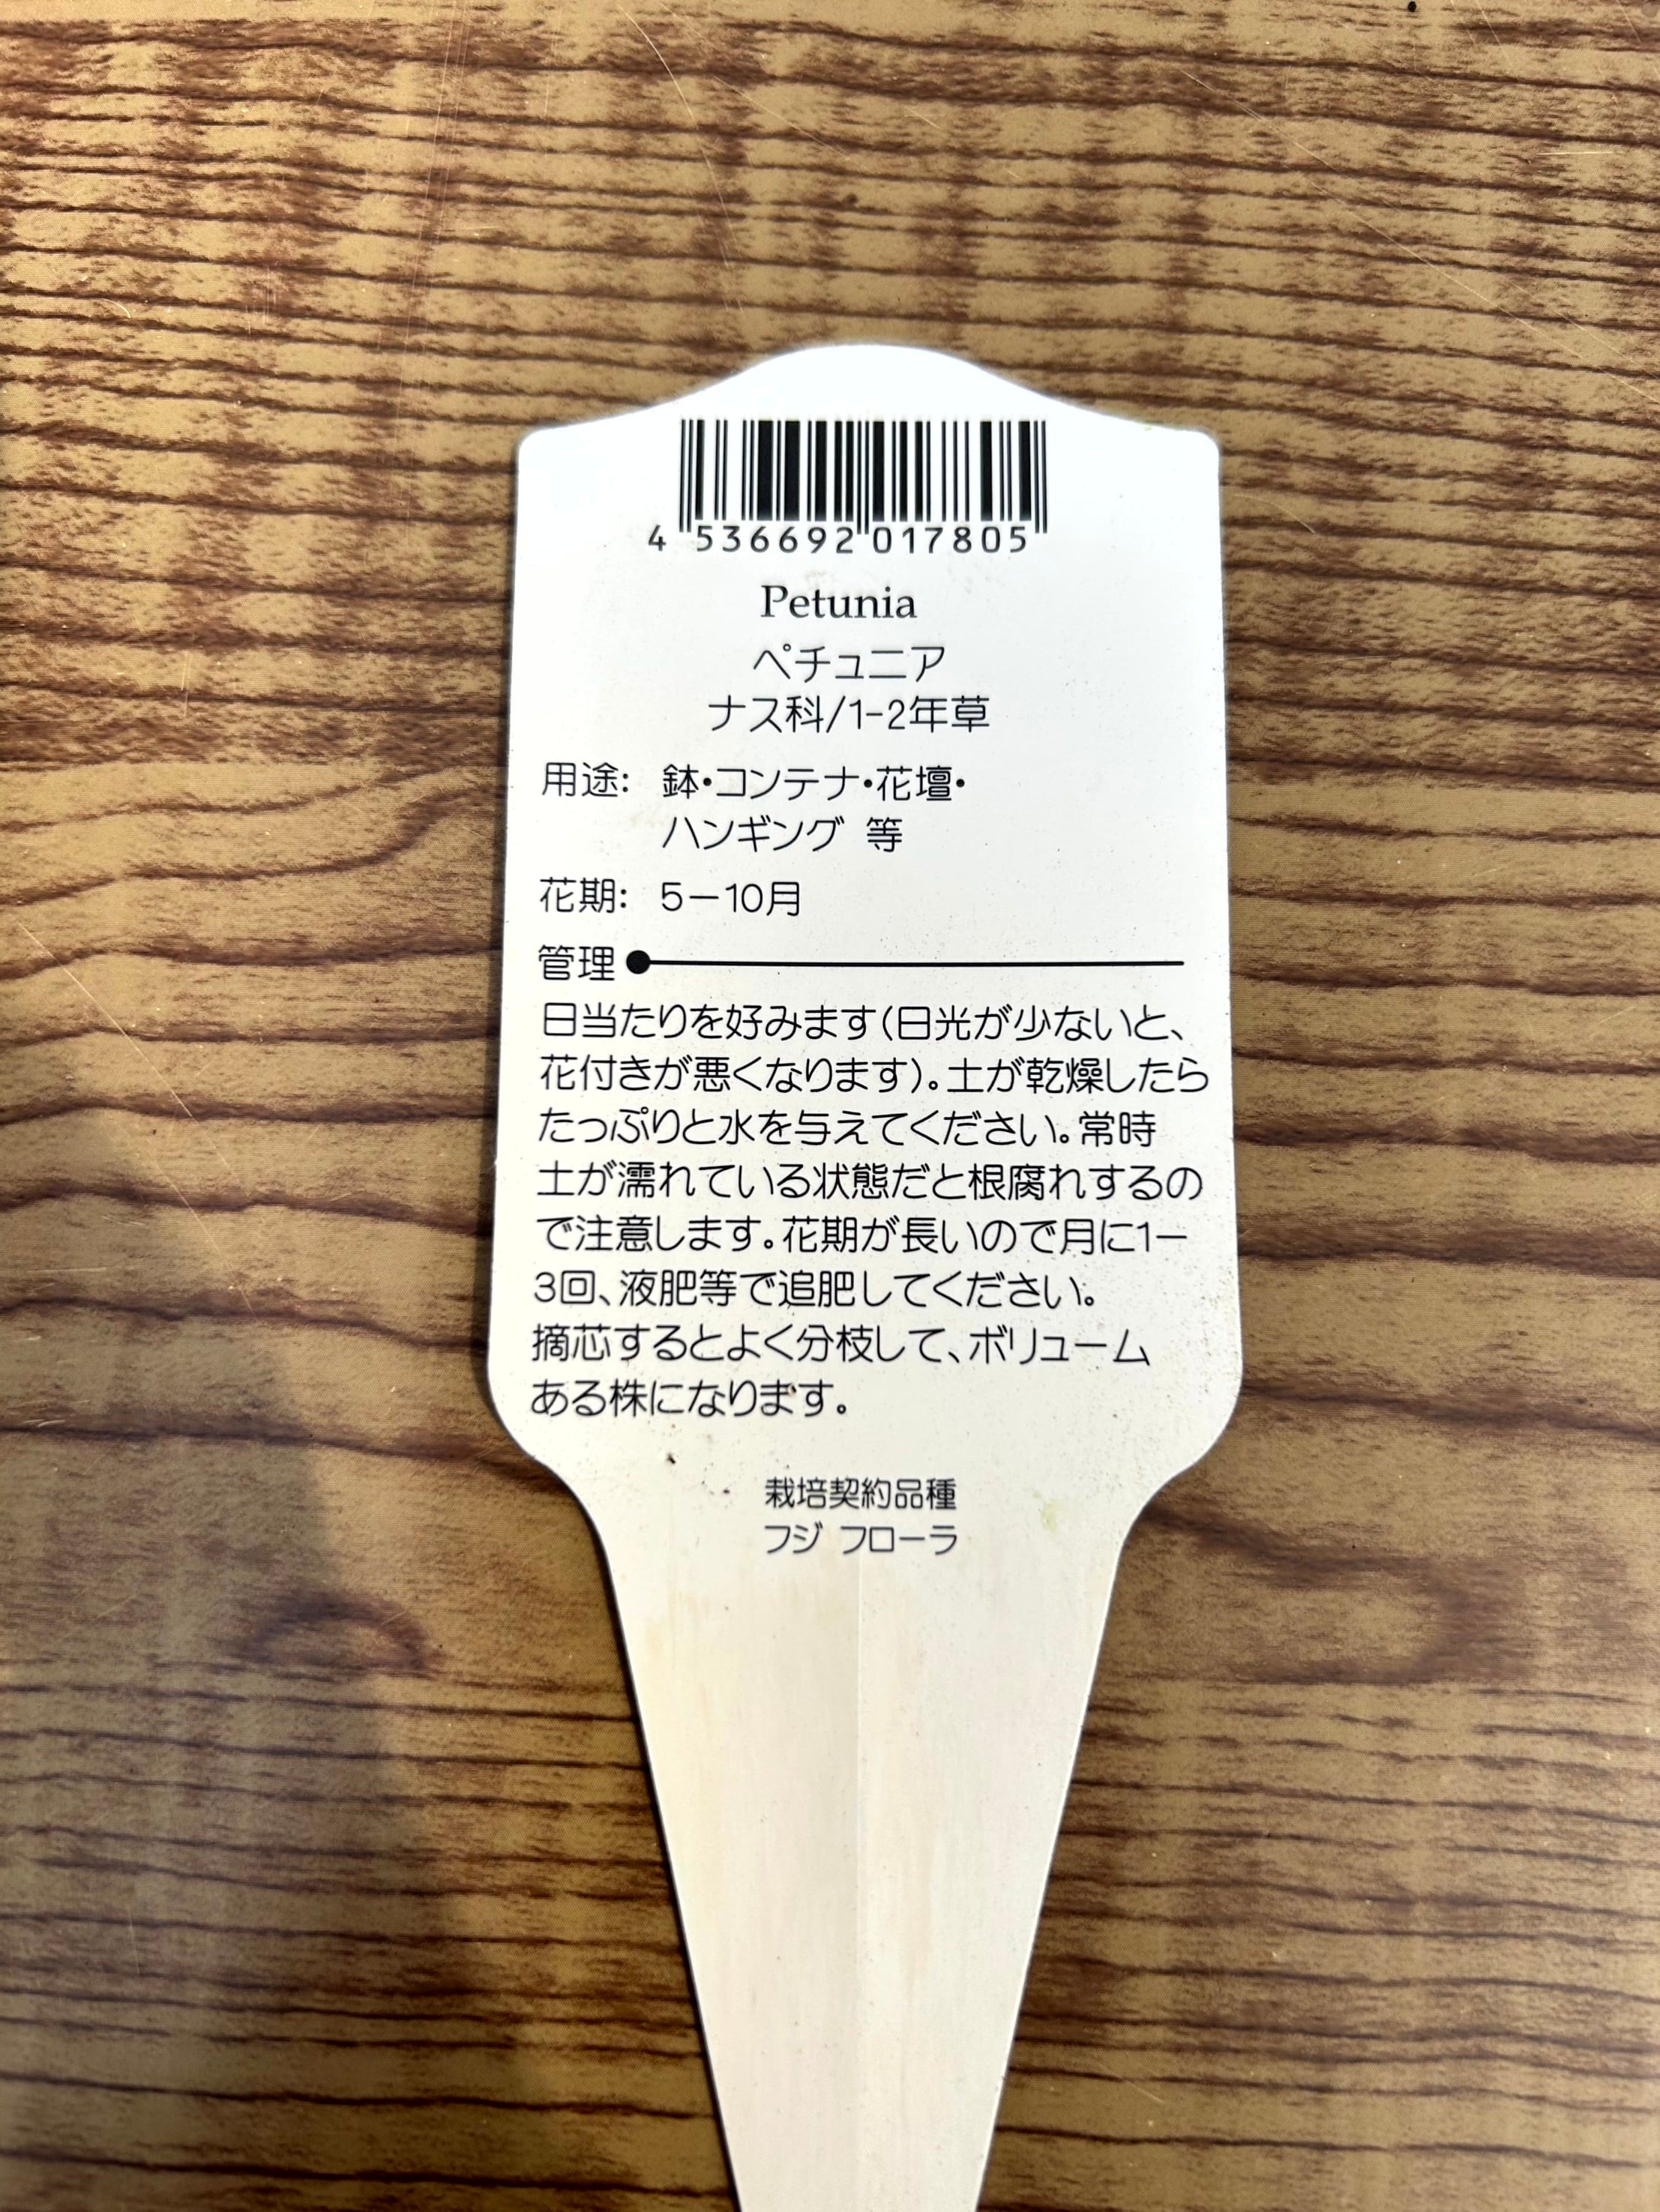 4 536692 017805
Petunia
ペチュニア
ナス科/1-2年草
用途: 鉢・コンテナ・花壇・
ハンギング 等
花期: 5－10月
管理
日当たりを好みます(日光が少ないと、
花付きが悪くなります)。土が乾燥したら
たっぷりと水を与えてください。常時
土が濡れている状態だと根腐れするの
で注意します。花期が長いので月に1－
3回、液肥等で追肥してください。
摘芯するとよく分枝して、ボリューム
ある株になります。
栽培契約品種
フジ フローラ